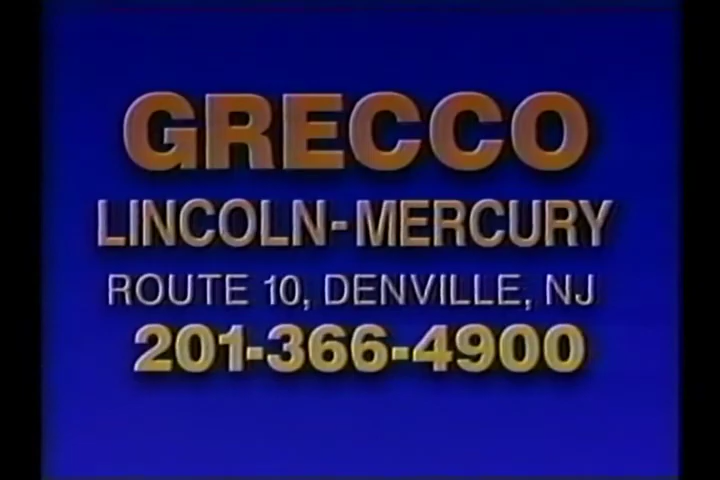 GRECCO
LINCOLN-MERCURY
ROUTE 10, DENVILLE, NJ
201-366-4900